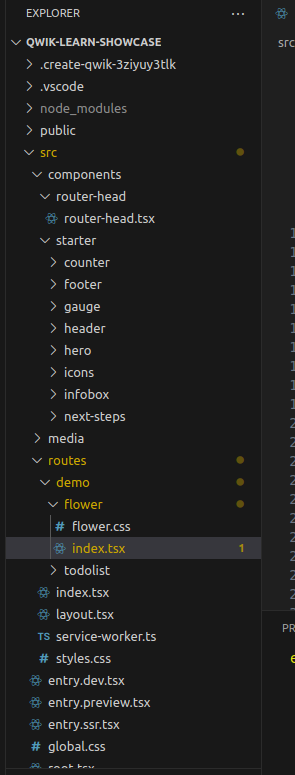 EXPLORER
QWIK-LEARN-SHOWCASE
.create-qwik-3ziyuy3tlk
src
.vscode
node_modules
public
src
components
router-head
router-head.tsx
starter
counter
footer
gauge
header
hero
icons
infobox
next-steps
media
routes
demo
flower
# flower.css
index.tsx 1
todolist
index.tsx
layout.tsx
TS service-worker.ts
# styles.css
PR
entry.dev.tsx
entry.preview.tsx
entry.ssr.tsx
# global.css
root.tsx